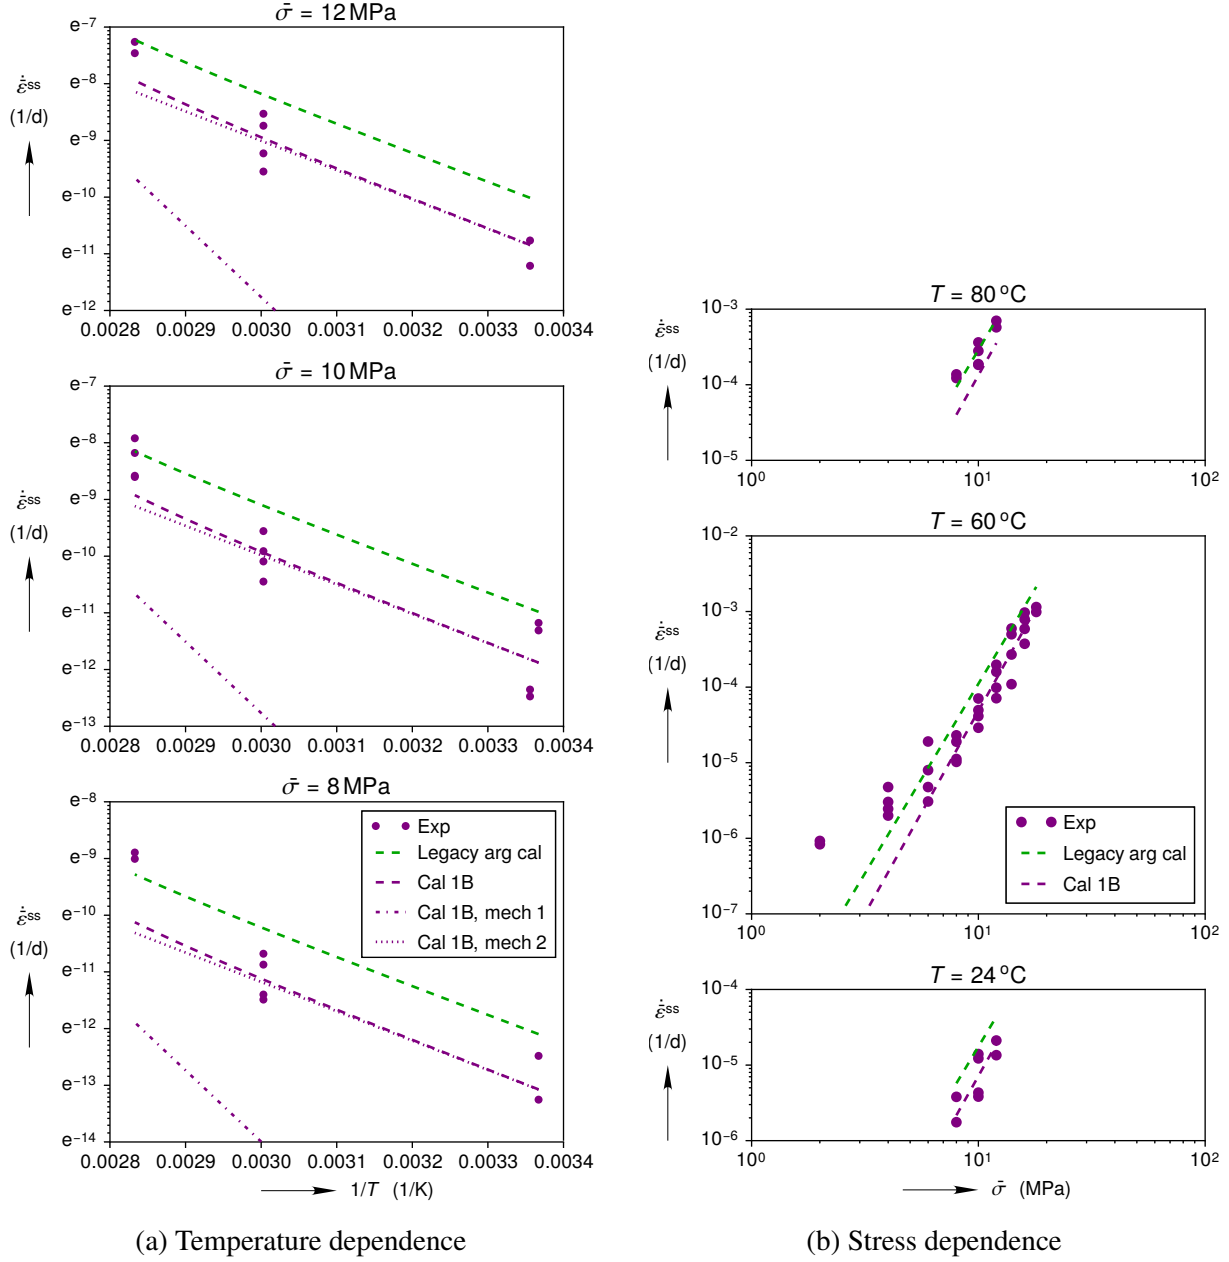 σ̄ = 12 MPa
e⁻⁷
e⁻⁸
e⁻⁹
e⁻¹⁰
e⁻¹¹
e⁻¹²
ε̇̄ˢˢ
(1/d)
0.0028 0.0029 0.0030 0.0031 0.0032 0.0033 0.0034
σ̄ = 10 MPa
e⁻⁷
e⁻⁸
e⁻⁹
e⁻¹⁰
e⁻¹¹
e⁻¹²
e⁻¹³
ε̇̄ˢˢ
(1/d)
0.0028 0.0029 0.0030 0.0031 0.0032 0.0033 0.0034
σ̄ = 8 MPa
e⁻⁸
e⁻⁹
e⁻¹⁰
e⁻¹¹
e⁻¹²
e⁻¹³
e⁻¹⁴
ε̇̄ˢˢ
(1/d)
Exp
Legacy arg cal
Cal 1B
Cal 1B, mech 1
Cal 1B, mech 2
0.0028 0.0029 0.0030 0.0031 0.0032 0.0033 0.0034
1/T (1/K)
(a) Temperature dependence
T = 80 °C
10⁻³
10⁻⁴
10⁻⁵
ε̇̄ˢˢ
(1/d)
10⁰ 10¹ 10²
T = 60 °C
10⁻²
10⁻³
10⁻⁴
10⁻⁵
10⁻⁶
10⁻⁷
ε̇̄ˢˢ
(1/d)
Exp
Legacy arg cal
Cal 1B
10⁰ 10¹ 10²
T = 24 °C
10⁻⁴
10⁻⁵
10⁻⁶
ε̇̄ˢˢ
(1/d)
10⁰ 10¹ 10²
σ̄ (MPa)
(b) Stress dependence